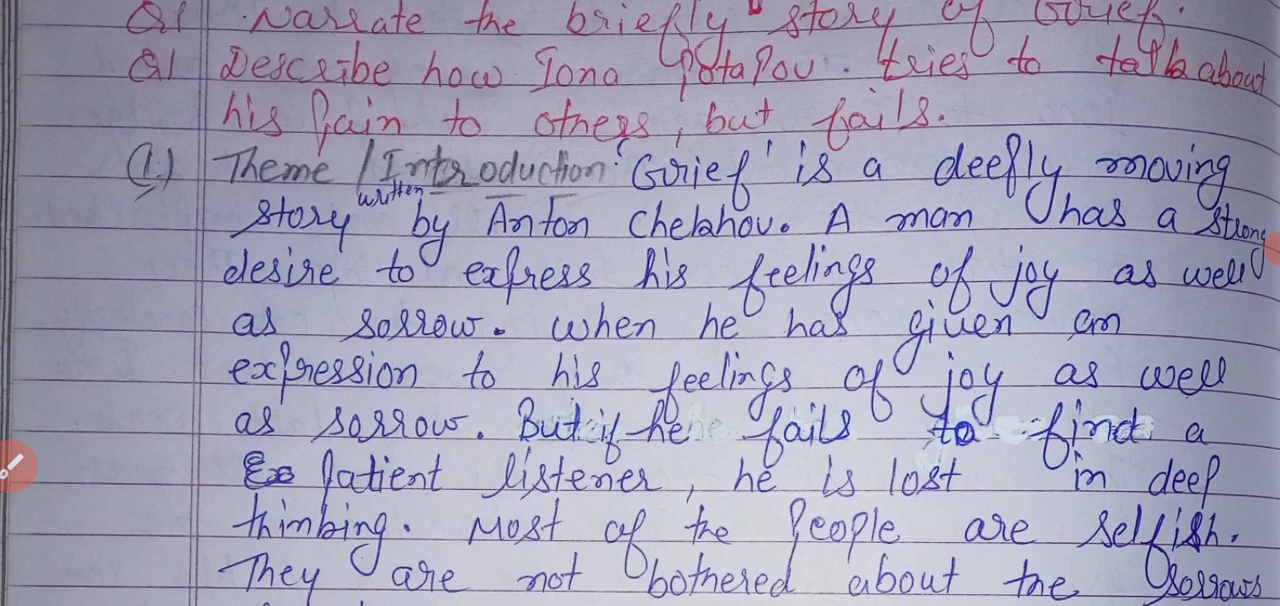 Q1 Narrate the briefly "story of Grief.
Q1 Describe how Iona Potapov. tries to talk about
his pain to others, but fails.
(1.) Theme / Introduction: 'Grief' is a deeply moving
story written by Anton Chekhov. A man has a strong
desire to express his feelings of joy as well
as sorrow. when he has given an
expression to his feelings of joy as well
as sorrow. But if he fails to find a
Ex patient listener, he is lost in deep
thinking. Most of the people are selfish.
They are not bothered about the sorrows